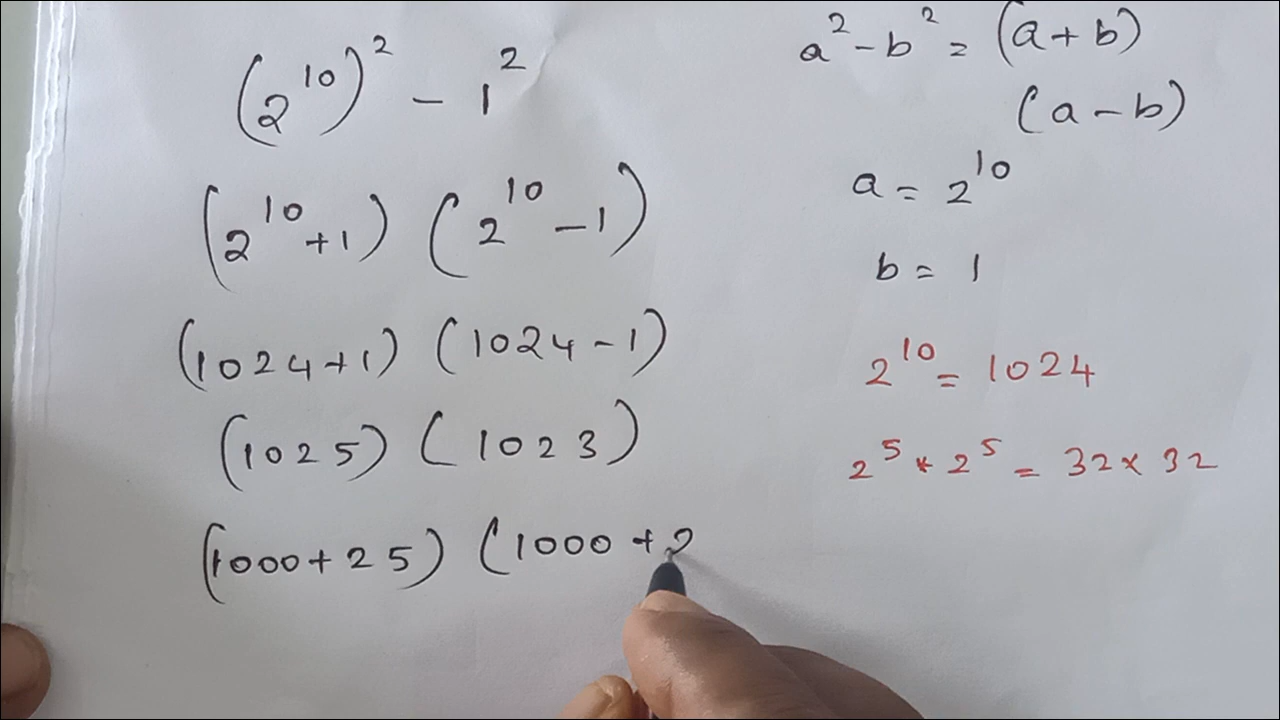 (2^10)^2 - 1^2
(2^10 + 1) (2^10 - 1)
(1024 + 1) (1024 - 1)
(1025) (1023)
(1000 + 25) (1000 + 2
a^2 - b^2 = (a + b)
(a - b)
a = 2^10
b = 1
2^10 = 1024
2^5 * 2^5 = 32 × 32